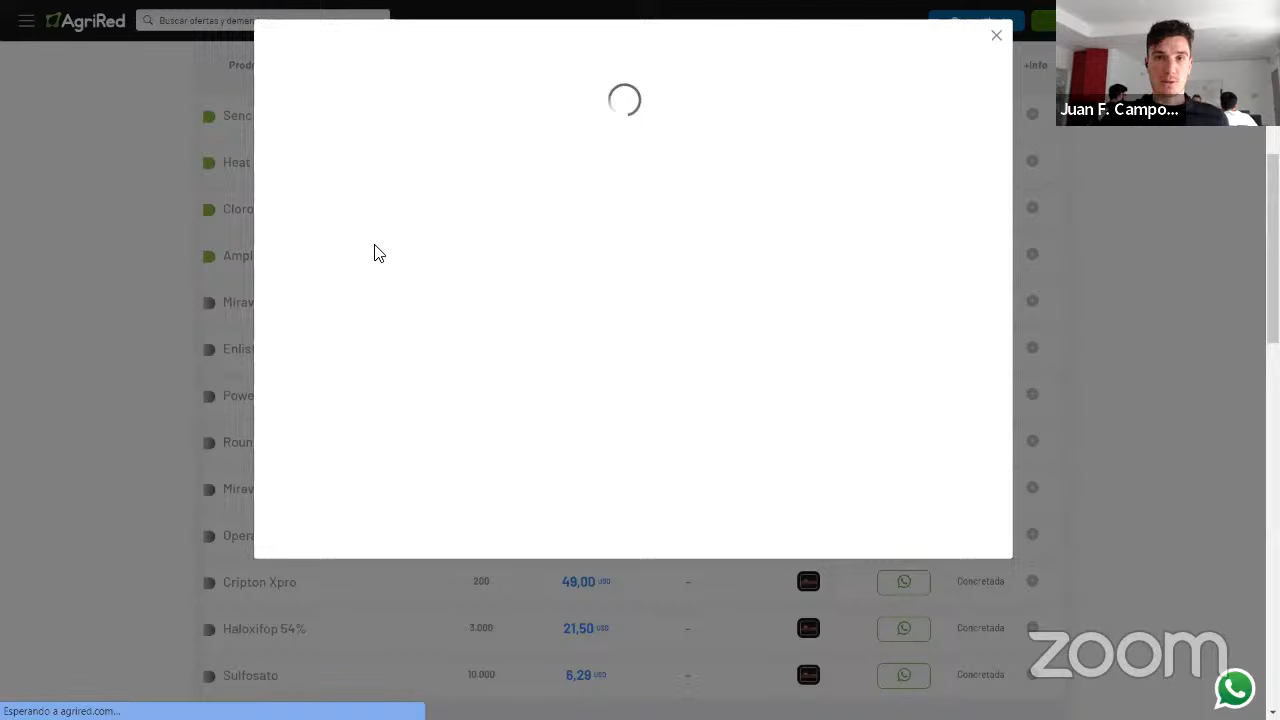 AgriRed
Buscar ofertas y deman
Juan F. Campo...
+Info
Senc
Heat
Cloro
Ampl
Mirav
Enlis
Powe
Roun
Mirav
Opera
Cripton Xpro 200 49,00 USD - Concretada
Haloxifop 54% 3.000 21,50 USD - Concretada
Sulfosato 10.000 6,29 USD - Concretada
zoom
Esperando a agrired.com...